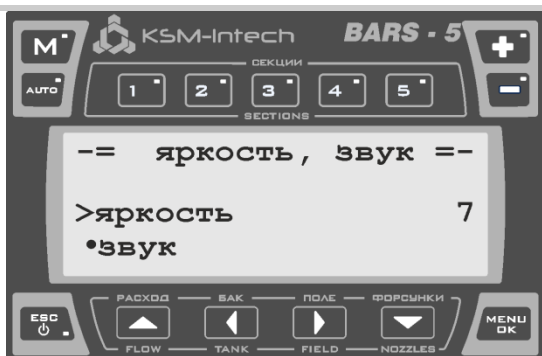 M
KSM-Intech
BARS - 5
+
AUTO
СЕКЦИИ
-
1 2 3 4 5
SECTIONS
-= яркость, звук =-
>яркость 7
•звук
РАСХОД БАК ПОЛЕ ФОРСУНКИ
ESC
MENU
OK
FLOW TANK FIELD NOZZLES